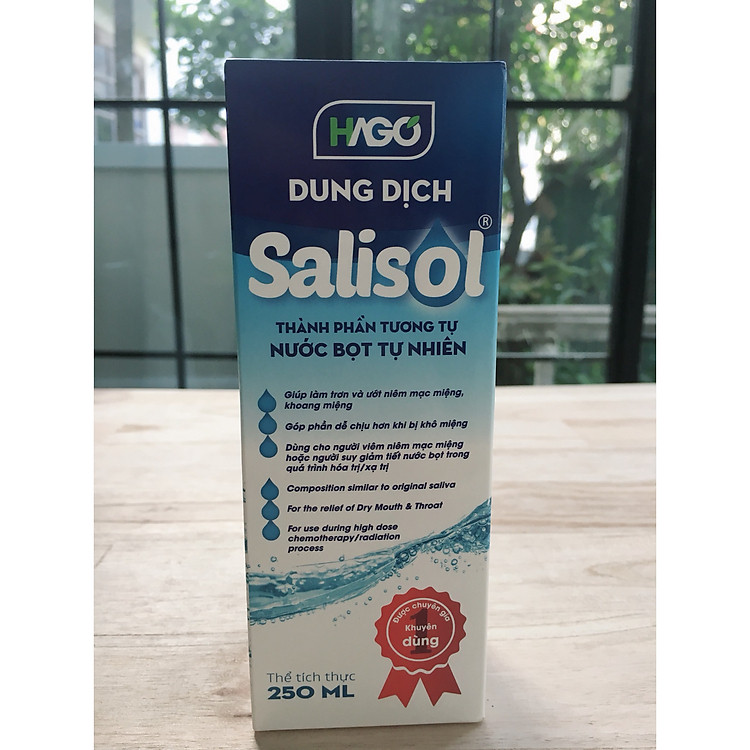 HAGO
DUNG DỊCH
Salisol®
THÀNH PHẦN TƯƠNG TỰ
NƯỚC BỌT TỰ NHIÊN
Giúp làm trơn và ướt niêm mạc miệng,
khoang miệng
Góp phần dễ chịu hơn khi bị khô miệng
Dùng cho người viêm niêm mạc miệng
hoặc người suy giảm tiết nước bọt trong
quá trình hóa trị/xạ trị
Composition similar to original saliva
For the relief of Dry Mouth & Throat
For use during high dose
chemotherapy/radiation
process
Được chuyên gia
1
Khuyên
dùng
Thể tích thực
250 ML